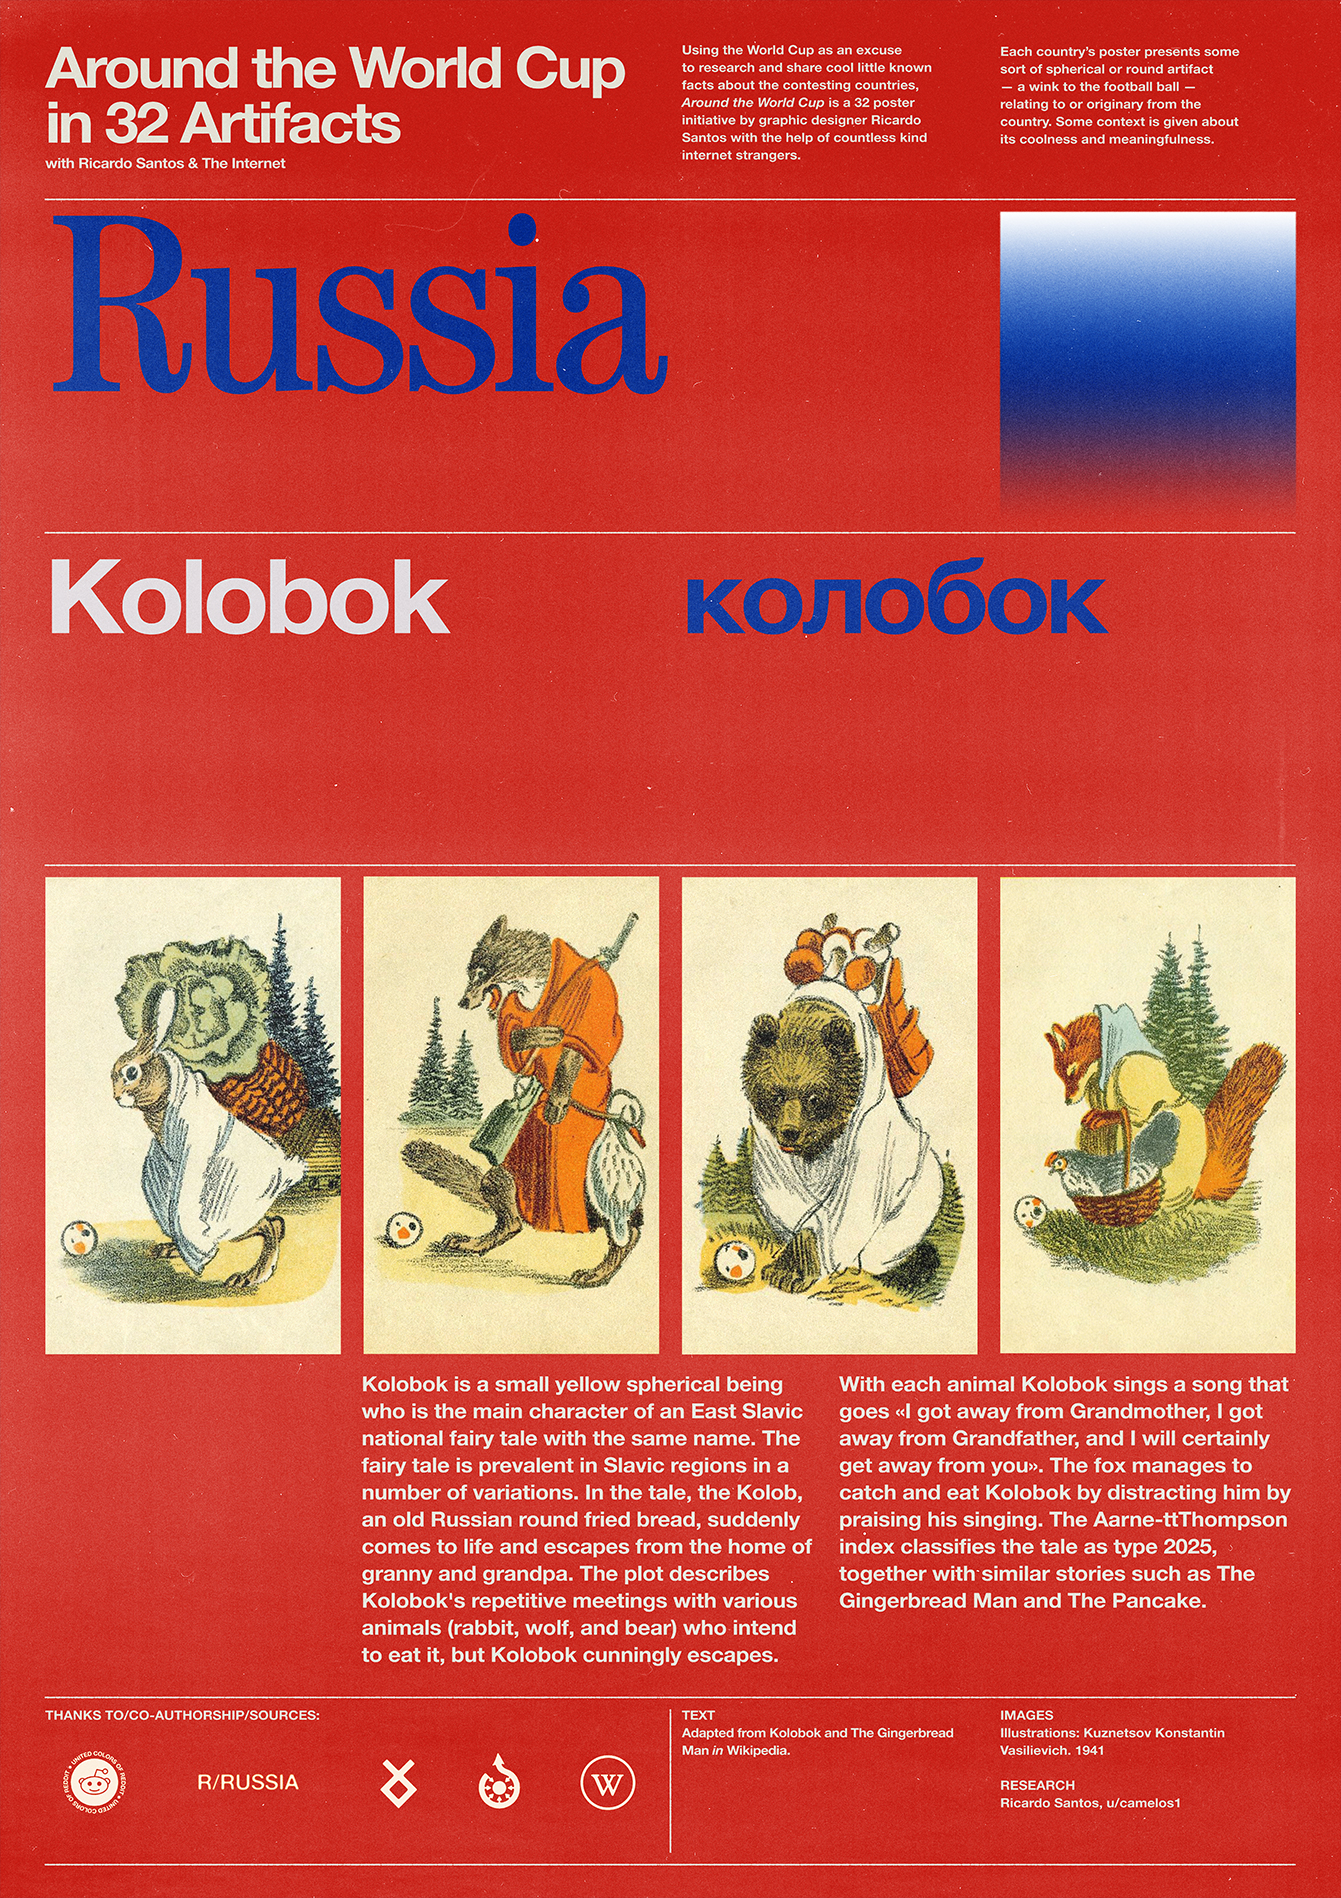 Around the World Cup
in 32 Artifacts
with Ricardo Santos & The Internet
Using the World Cup as an excuse
to research and share cool little known
facts about the contesting countries,
Around the World Cup is a 32 poster
initiative by graphic designer Ricardo
Santos with the help of countless kind
internet strangers.
Each country's poster presents some
sort of spherical or round artifact
— a wink to the football ball —
relating to or originary from the
country. Some context is given about
its coolness and meaningfulness.
Russia
Kolobok
колобок
Kolobok is a small yellow spherical being
who is the main character of an East Slavic
national fairy tale with the same name. The
fairy tale is prevalent in Slavic regions in a
number of variations. In the tale, the Kolob,
an old Russian round fried bread, suddenly
comes to life and escapes from the home of
granny and grandpa. The plot describes
Kolobok's repetitive meetings with various
animals (rabbit, wolf, and bear) who intend
to eat it, but Kolobok cunningly escapes.
With each animal Kolobok sings a song that
goes «I got away from Grandmother, I got
away from Grandfather, and I will certainly
get away from you». The fox manages to
catch and eat Kolobok by distracting him by
praising his singing. The Aarne-ttThompson
index classifies the tale as type 2025,
together with similar stories such as The
Gingerbread Man and The Pancake.
THANKS TO/CO-AUTHORSHIP/SOURCES:
UNITED COLORS OF REDDIT ★ UNITED COLORS OF REDDIT ★
R/RUSSIA
W
TEXT
Adapted from Kolobok and The Gingerbread
Man in Wikipedia.
IMAGES
Illustrations: Kuznetsov Konstantin
Vasilievich. 1941
RESEARCH
Ricardo Santos, u/camelos1